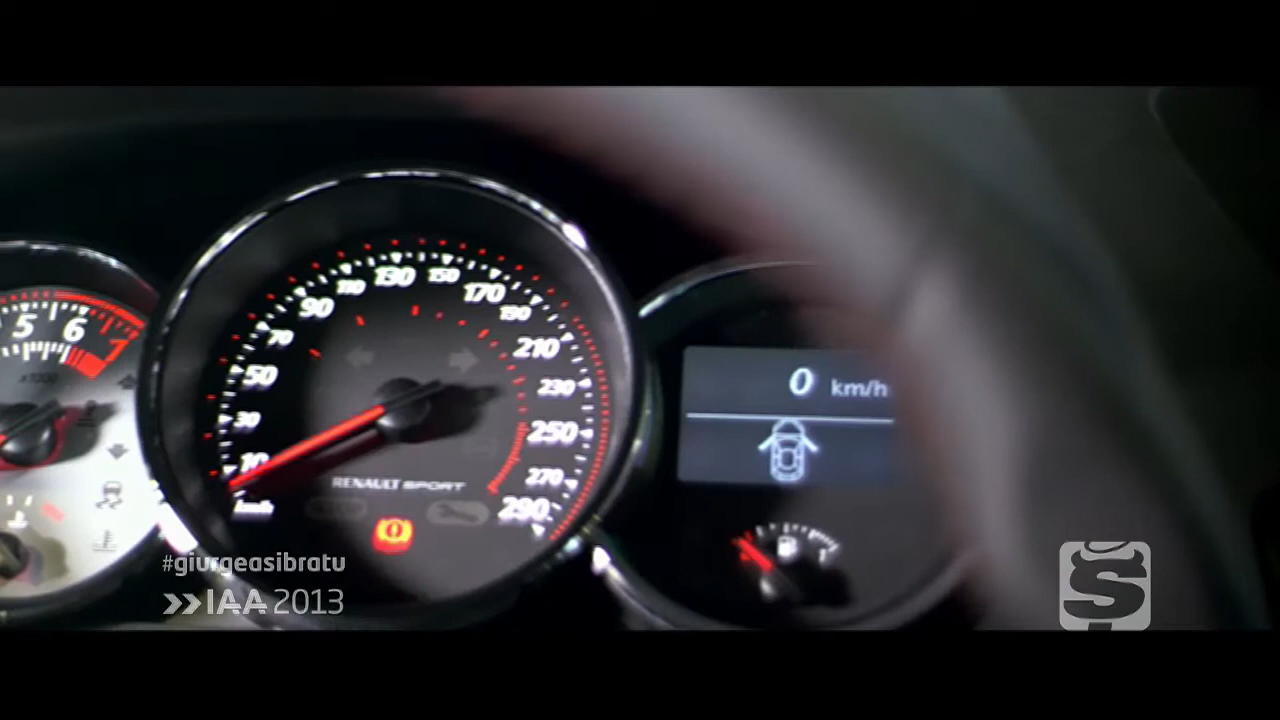 130
150
110
170
90
190
70
210
50
230
30
250
10
270
290
km/h
RENAULT SPORT
5
6
7
x1000
0 km/h
#giurgeasibratu
>> IAA 2013
S